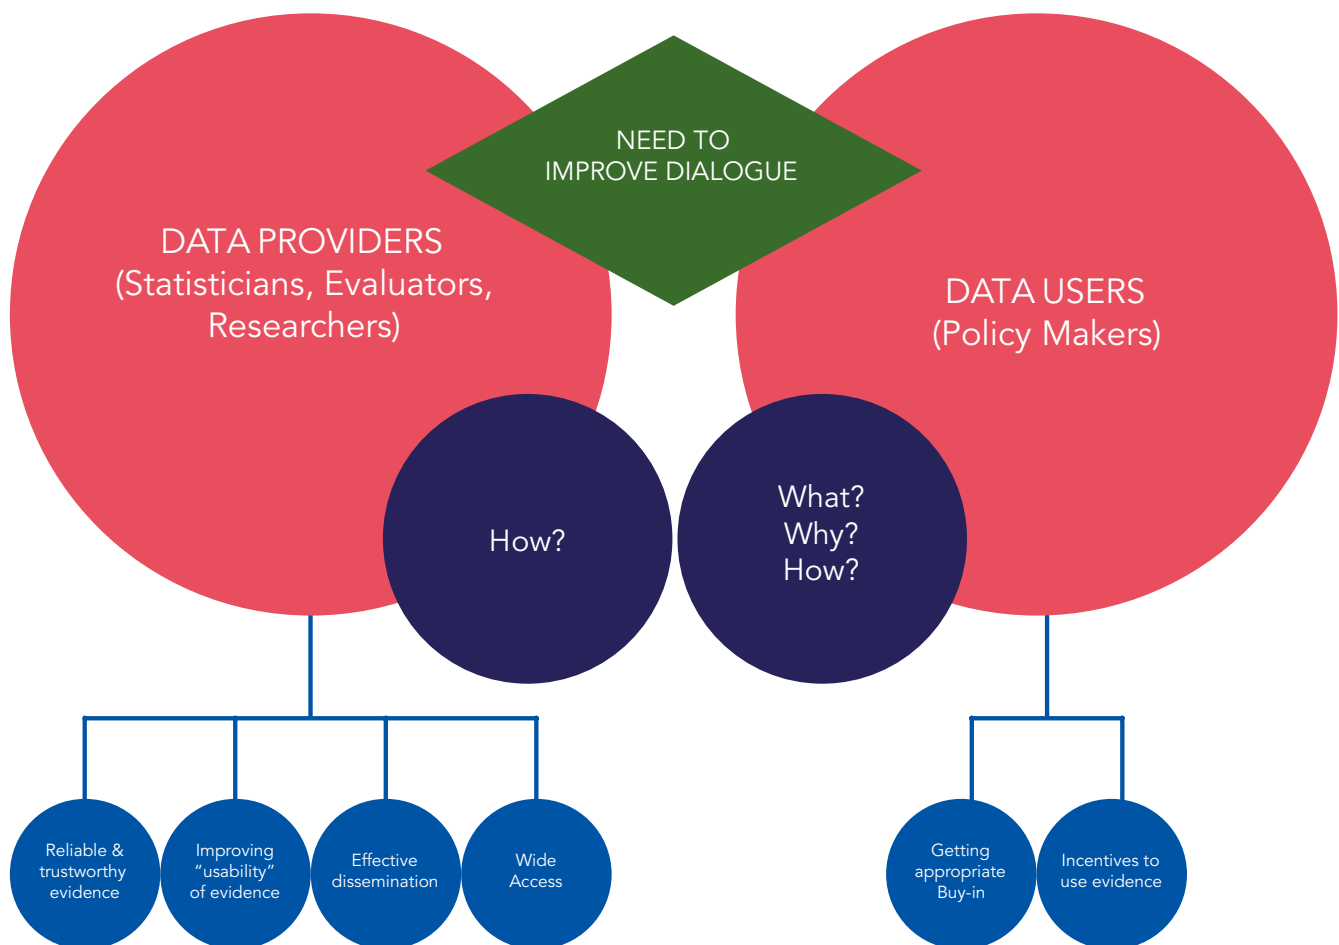 NEED TO
IMPROVE DIALOGUE
DATA PROVIDERS
(Statisticians, Evaluators,
Researchers)
DATA USERS
(Policy Makers)
How?
What?
Why?
How?
Reliable &
trustworthy
evidence
Improving
“usability”
of evidence
Effective
dissemination
Wide
Access
Getting
appropriate
Buy-in
Incentives to
use evidence